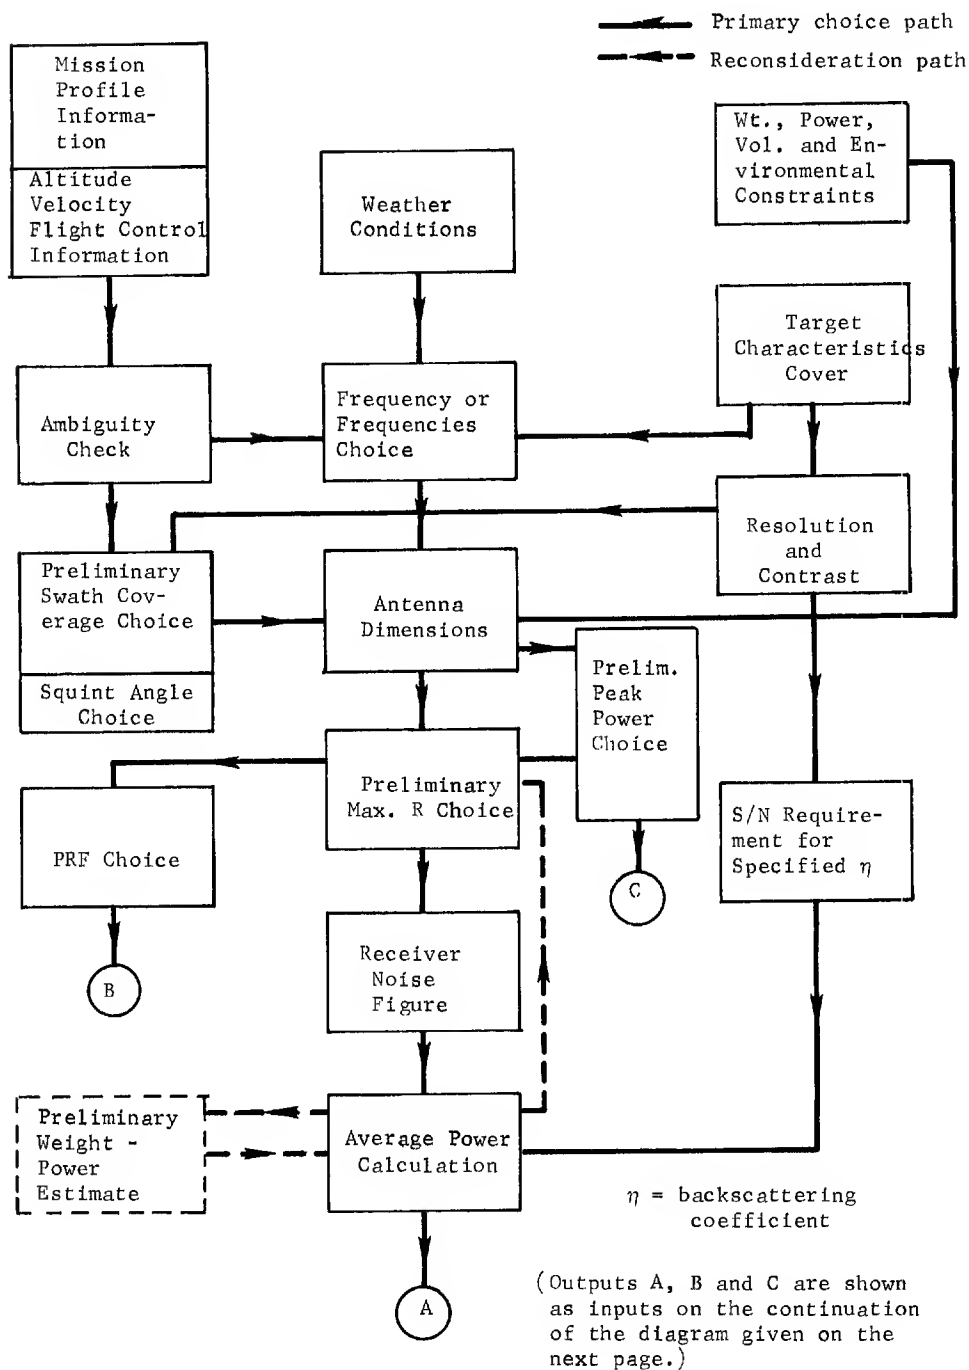 Primary choice path
Reconsideration path
Mission
Profile
Informa-
tion
Altitude
Velocity
Flight Control
Information
Weather
Conditions
Wt., Power,
Vol. and En-
vironmental
Constraints
Target
Characteristics
Cover
Ambiguity
Check
Frequency or
Frequencies
Choice
Resolution
and
Contrast
Preliminary
Swath Cov-
erage Choice
Squint Angle
Choice
Antenna
Dimensions
Prelim.
Peak
Power
Choice
Preliminary
Max. R Choice
PRF Choice
S/N Require-
ment for
Specified η
C
B
Receiver
Noise
Figure
Preliminary
Weight -
Power
Estimate
Average Power
Calculation
η = backscattering
coefficient
A
(Outputs A, B and C are shown
as inputs on the continuation
of the diagram given on the
next page.)